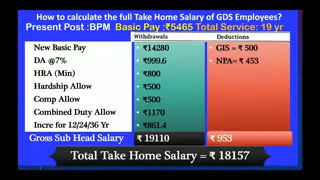 How to calculate the full Take Home Salary of GDS Employees?
Present Post :BPM Basic Pay :₹5465 Total Service: 19 yr
Withdrawals Deductions
New Basic Pay ₹14280 GIS = ₹ 500
DA @7% ₹999.6 NPA= ₹ 453
HRA (Min) ₹800
Hardship Allow ₹500
Comp Allow ₹500
Combined Duty Allow ₹1170
Incre for 12/24/36 Yr ₹861.4
Gross Sub Head Salary ₹ 19110 ₹ 953
Total Take Home Salary = ₹ 18157